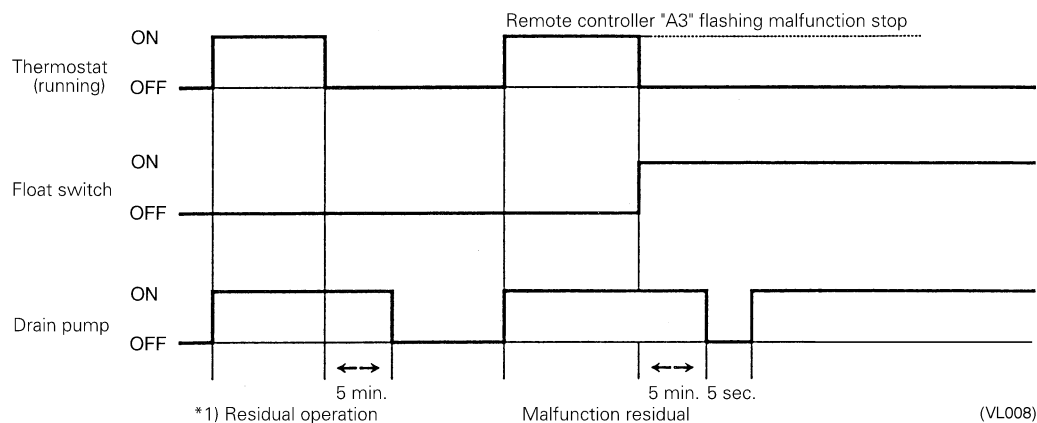 Remote controller "A3" flashing malfunction stop
ON
Thermostat
(running)
OFF
ON
Float switch
OFF
ON
Drain pump
OFF
5 min.
5 min. 5 sec.
*1) Residual operation
Malfunction residual
(VL008)